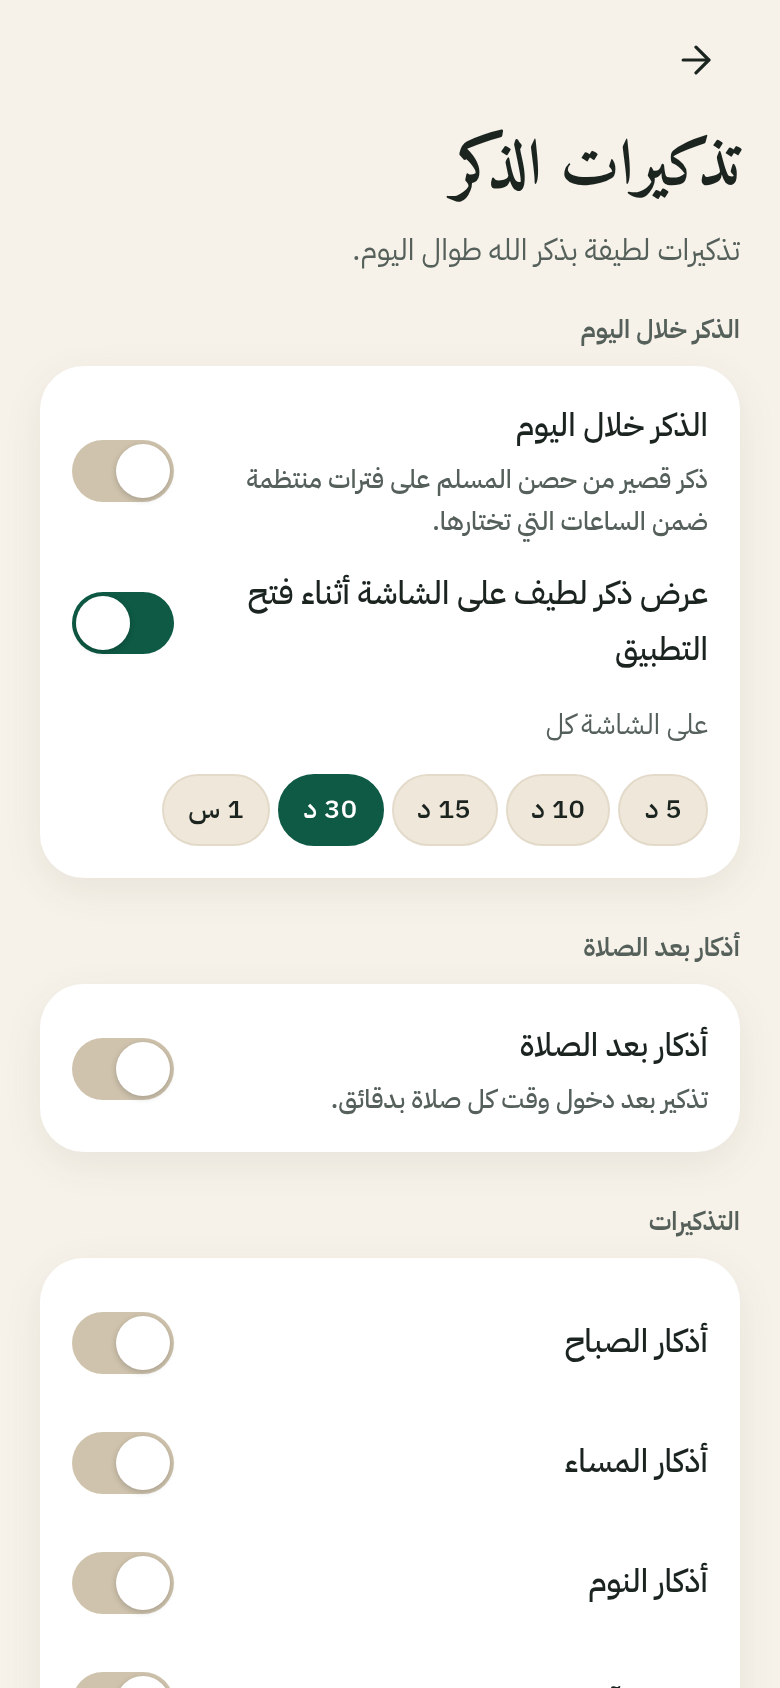 تذكيرات الذكر
تذكيرات لطيفة بذكر الله طوال اليوم.
الذكر خلال اليوم
الذكر خلال اليوم
ذكر قصير من حصن المسلم على فترات منتظمة
ضمن الساعات التي تختارها.
عرض ذكر لطيف على الشاشة أثناء فتح
التطبيق
على الشاشة كل
5 د
10 د
15 د
30 د
1 س
أذكار بعد الصلاة
أذكار بعد الصلاة
تذكير بعد دخول وقت كل صلاة بدقائق.
التذكيرات
أذكار الصباح
أذكار المساء
أذكار النوم